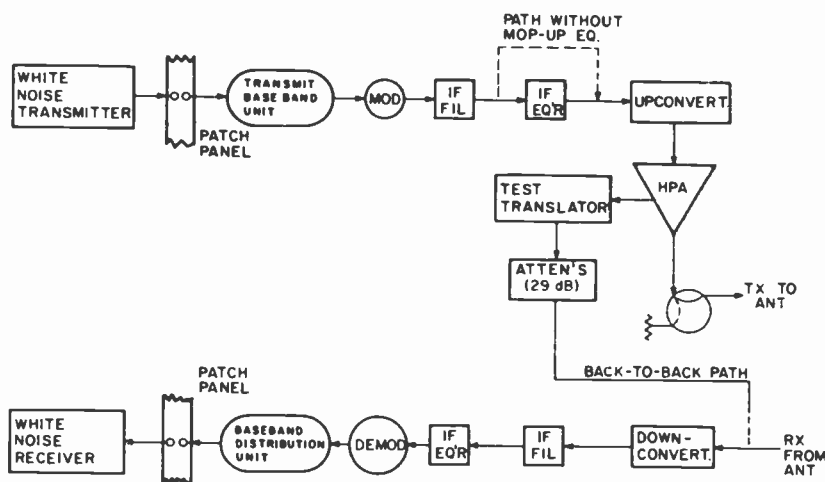 PATH WITHOUT
MOP-UP EQ.
WHITE
NOISE
TRANSMITTER
PATCH
PANEL
TRANSMIT
BASE BAND
UNIT
MOD
IF
FIL
IF
EQ'R
UPCONVERT.
HPA
TEST
TRANSLATOR
ATTEN'S
(29 dB)
TX TO
ANT
BACK-TO-BACK PATH
PATCH
PANEL
WHITE
NOISE
RECEIVER
BASEBAND
DISTRIBUTION
UNIT
DEMOD
IF
EQ'R
IF
FIL
DOWN-
CONVERT.
RX
FROM
ANT